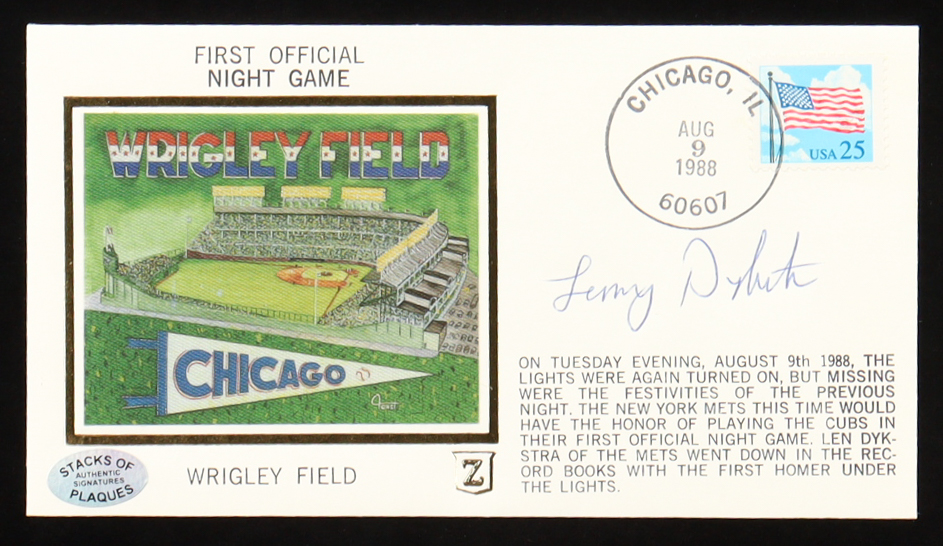 FIRST OFFICIAL
NIGHT GAME
WRIGLEY FIELD
CHICAGO
WRIGLEY FIELD
STACKS OF
AUTHENTIC
SIGNATURES
PLAQUES
Z
CHICAGO, IL
AUG
9
1988
60607
USA 25
Lenny Dykstra
ON TUESDAY EVENING, AUGUST 9th 1988, THE
LIGHTS WERE AGAIN TURNED ON, BUT MISSING
WERE THE FESTIVITIES OF THE PREVIOUS
NIGHT. THE NEW YORK METS THIS TIME WOULD
HAVE THE HONOR OF PLAYING THE CUBS IN
THEIR FIRST OFFICIAL NIGHT GAME. LEN DYK-
STRA OF THE METS WENT DOWN IN THE REC-
ORD BOOKS WITH THE FIRST HOMER UNDER
THE LIGHTS.